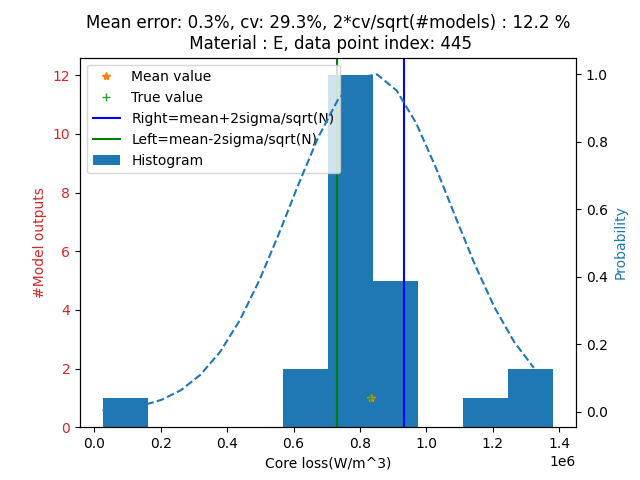 Mean error: 0.3%, cv: 29.3%, 2*cv/sqrt(#models) : 12.2 %
Material : E, data point index: 445
Mean value
True value
Right=mean+2sigma/sqrt(N)
Left=mean-2sigma/sqrt(N)
Histogram
#Model outputs
12
10
8
6
4
2
0
Probability
1.0
0.8
0.6
0.4
0.2
0.0
0.0 0.2 0.4 0.6 0.8 1.0 1.2 1.4
1e6
Core loss(W/m^3)